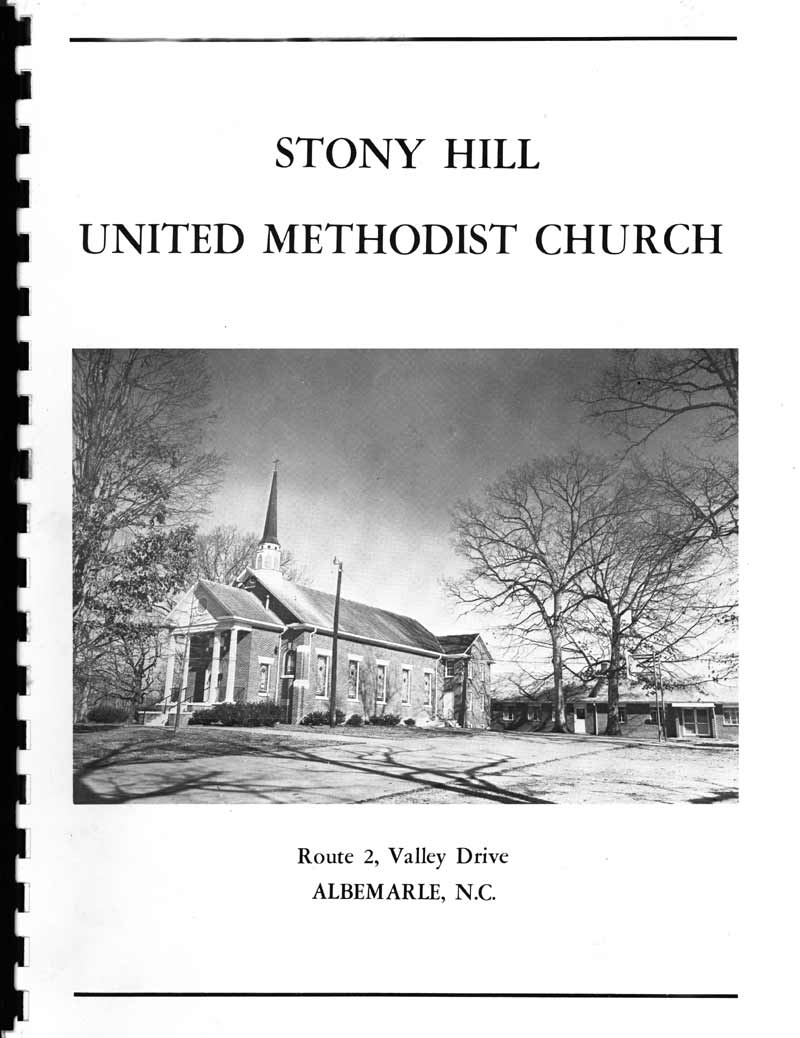 STONY HILL
UNITED METHODIST CHURCH
Route 2, Valley Drive
ALBEMARLE, N.C.